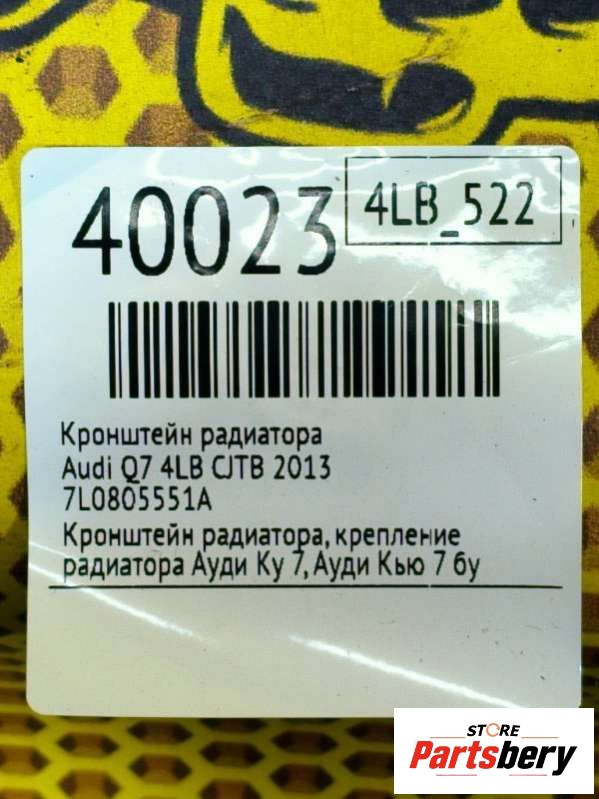 40023
4LB_522
Кронштейн радиатора
Audi Q7 4LB CJTB 2013
7L0805551A
Кронштейн радиатора, крепление
радиатора Ауди Ку 7, Ауди Кью 7 бу
STORE
Partsbery